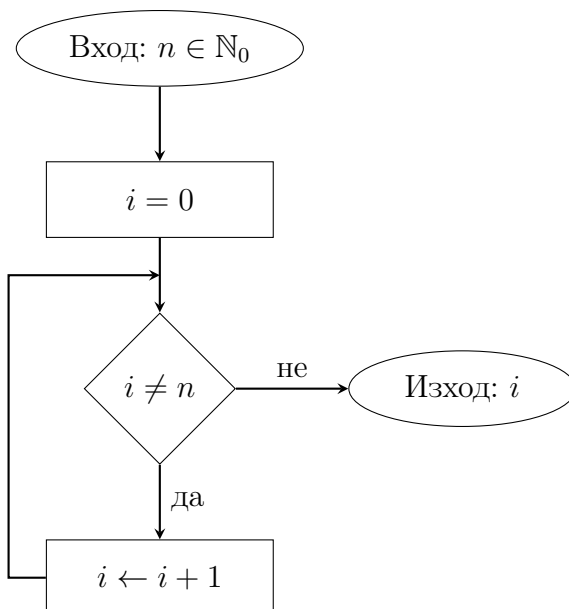 Вход: n ∈ ℕ₀
i = 0
i ≠ n
не
Изход: i
да
i ← i + 1